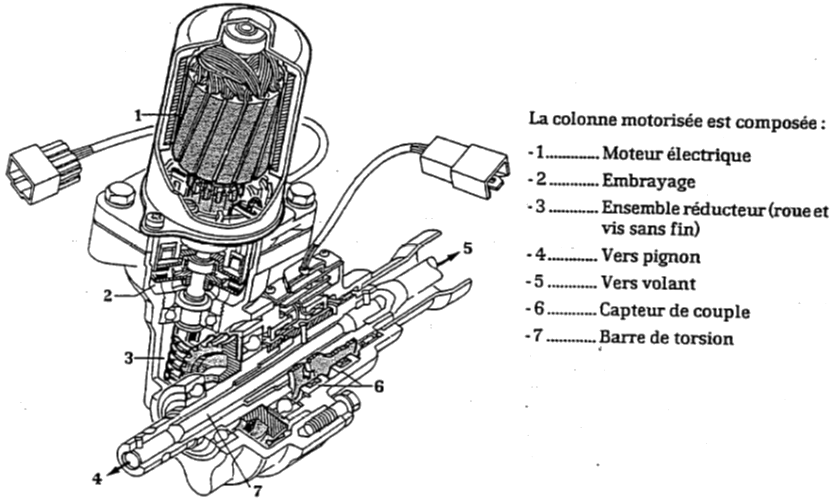 La colonne motorisée est composée :
1
- 1............. Moteur électrique
- 2............. Embrayage
- 3............. Ensemble réducteur (roue et
vis sans fin)
5
- 4............. Vers pignon
- 5............. Vers volant
2
- 6............. Capteur de couple
- 7............. Barre de torsion
3
6
4
7